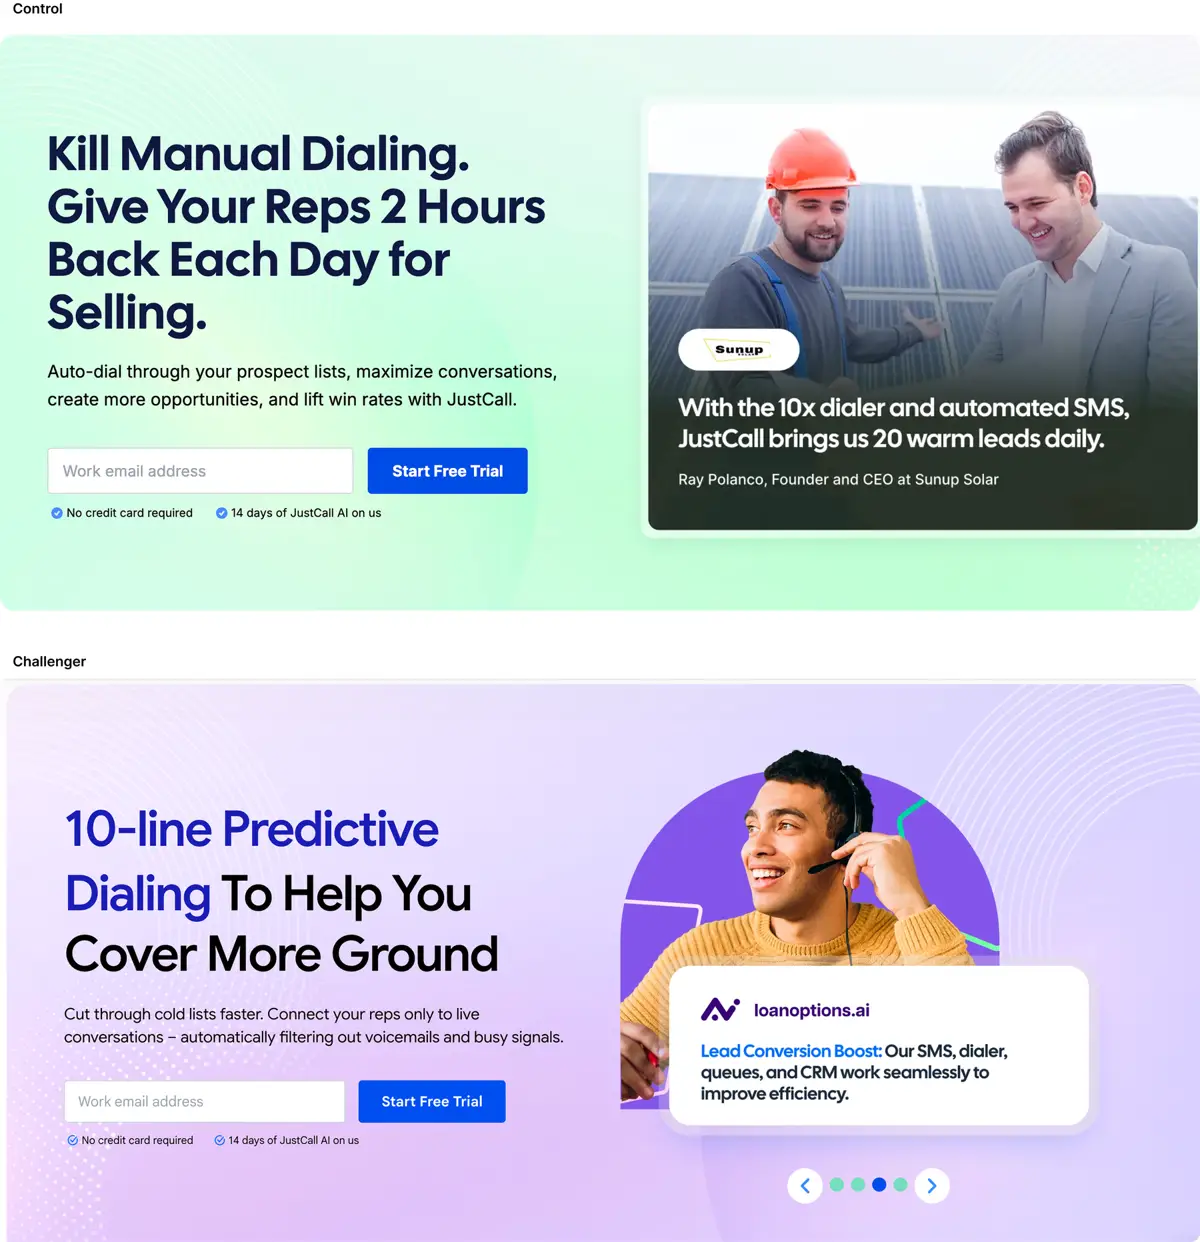 Control
Kill Manual Dialing.
Give Your Reps 2 Hours
Back Each Day for
Selling.
Auto-dial through your prospect lists, maximize conversations,
create more opportunities, and lift win rates with JustCall.
Work email address
Start Free Trial
No credit card required
14 days of JustCall AI on us
Sunup
SOLAR
With the 10x dialer and automated SMS,
JustCall brings us 20 warm leads daily.
Ray Polanco, Founder and CEO at Sunup Solar
Challenger
10-line Predictive
Dialing To Help You
Cover More Ground
Cut through cold lists faster. Connect your reps only to live
conversations – automatically filtering out voicemails and busy signals.
Work email address
Start Free Trial
No credit card required
14 days of JustCall AI on us
loanoptions.ai
Lead Conversion Boost: Our SMS, dialer,
queues, and CRM work seamlessly to
improve efficiency.